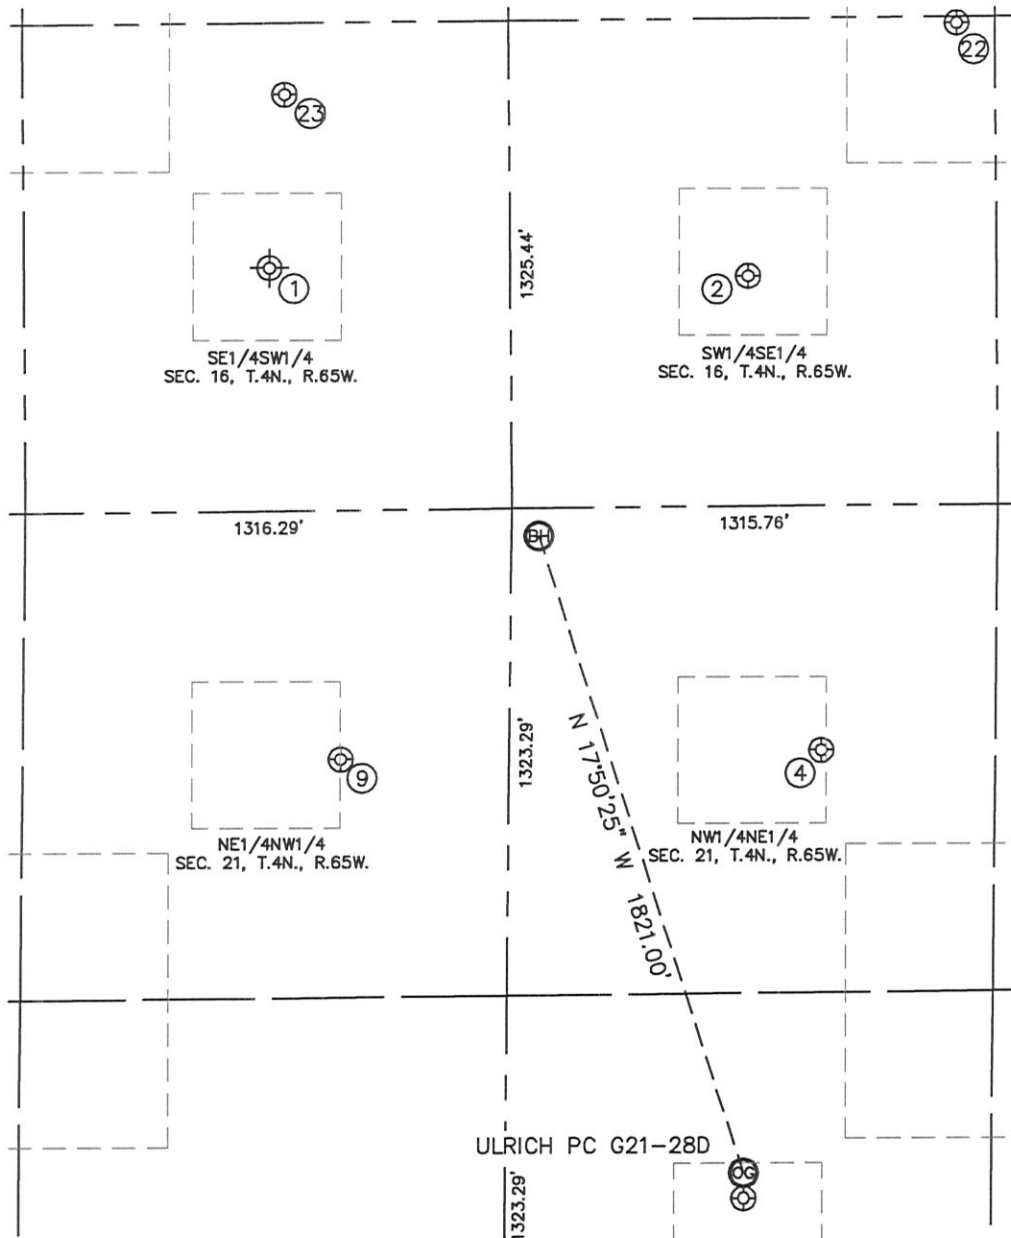 22
23
1325.44'
1
2
SE1/4SW1/4
SEC. 16, T.4N., R.65W.
SW1/4SE1/4
SEC. 16, T.4N., R.65W.
1316.29'
1315.76'
BH
N 17°50'25" W 1821.00'
1323.29'
9
4
NE1/4NW1/4
SEC. 21, T.4N., R.65W.
NW1/4NE1/4
SEC. 21, T.4N., R.65W.
ULRICH PC G21-28D
OG
1323.29'